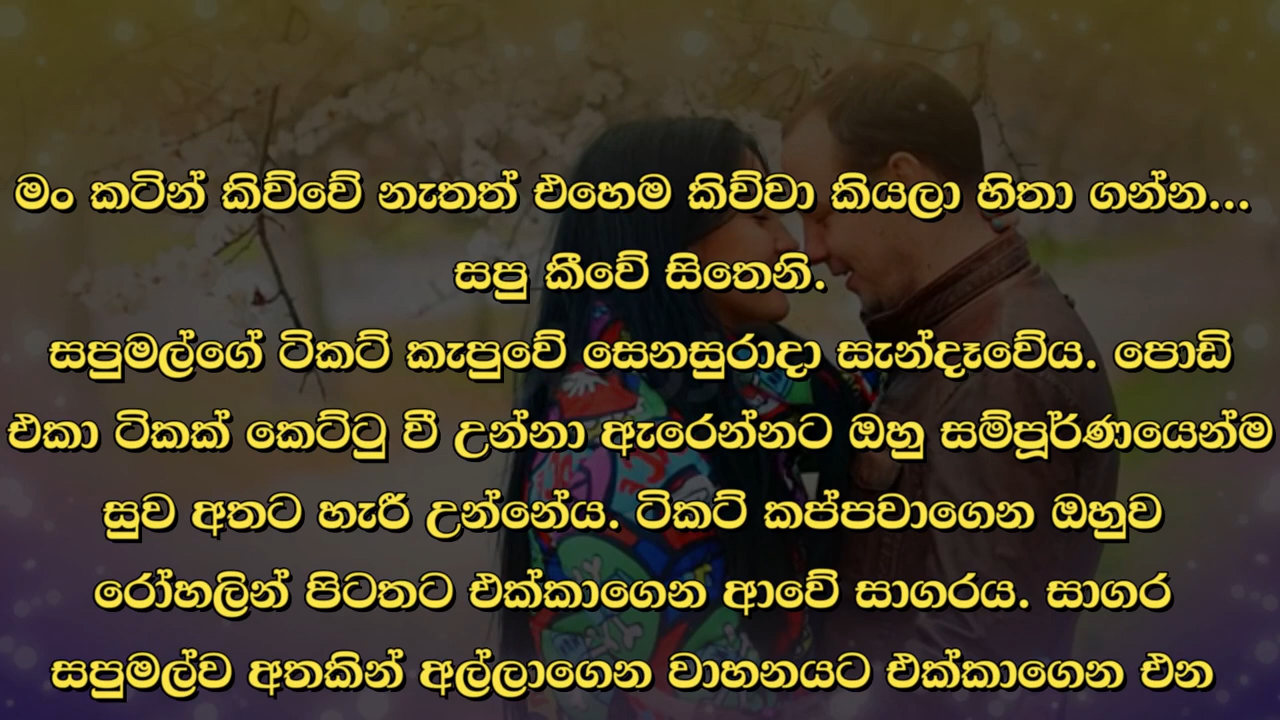 මං කටින් කිව්වේ නැතත් එහෙම කිව්වා කියලා හිතා ගන්න...
සපු කීවේ සිතෙනි.
සපුමල්ගේ ටිකට් කැපුවේ සෙනසුරාදා සැන්දෑවේය. පොඩි
එකා ටිකක් කෙට්ටු වී උන්නා ඇරෙන්නට ඔහු සම්පූර්ණයෙන්ම
සුව අතට හැරී උන්නේය. ටිකට් කප්පවාගෙන ඔහුව
රෝහලින් පිටතට එක්කාගෙන ආවේ සාගරය. සාගර
සපුමල්ව අතකින් අල්ලාගෙන වාහනයට එක්කාගෙන එන